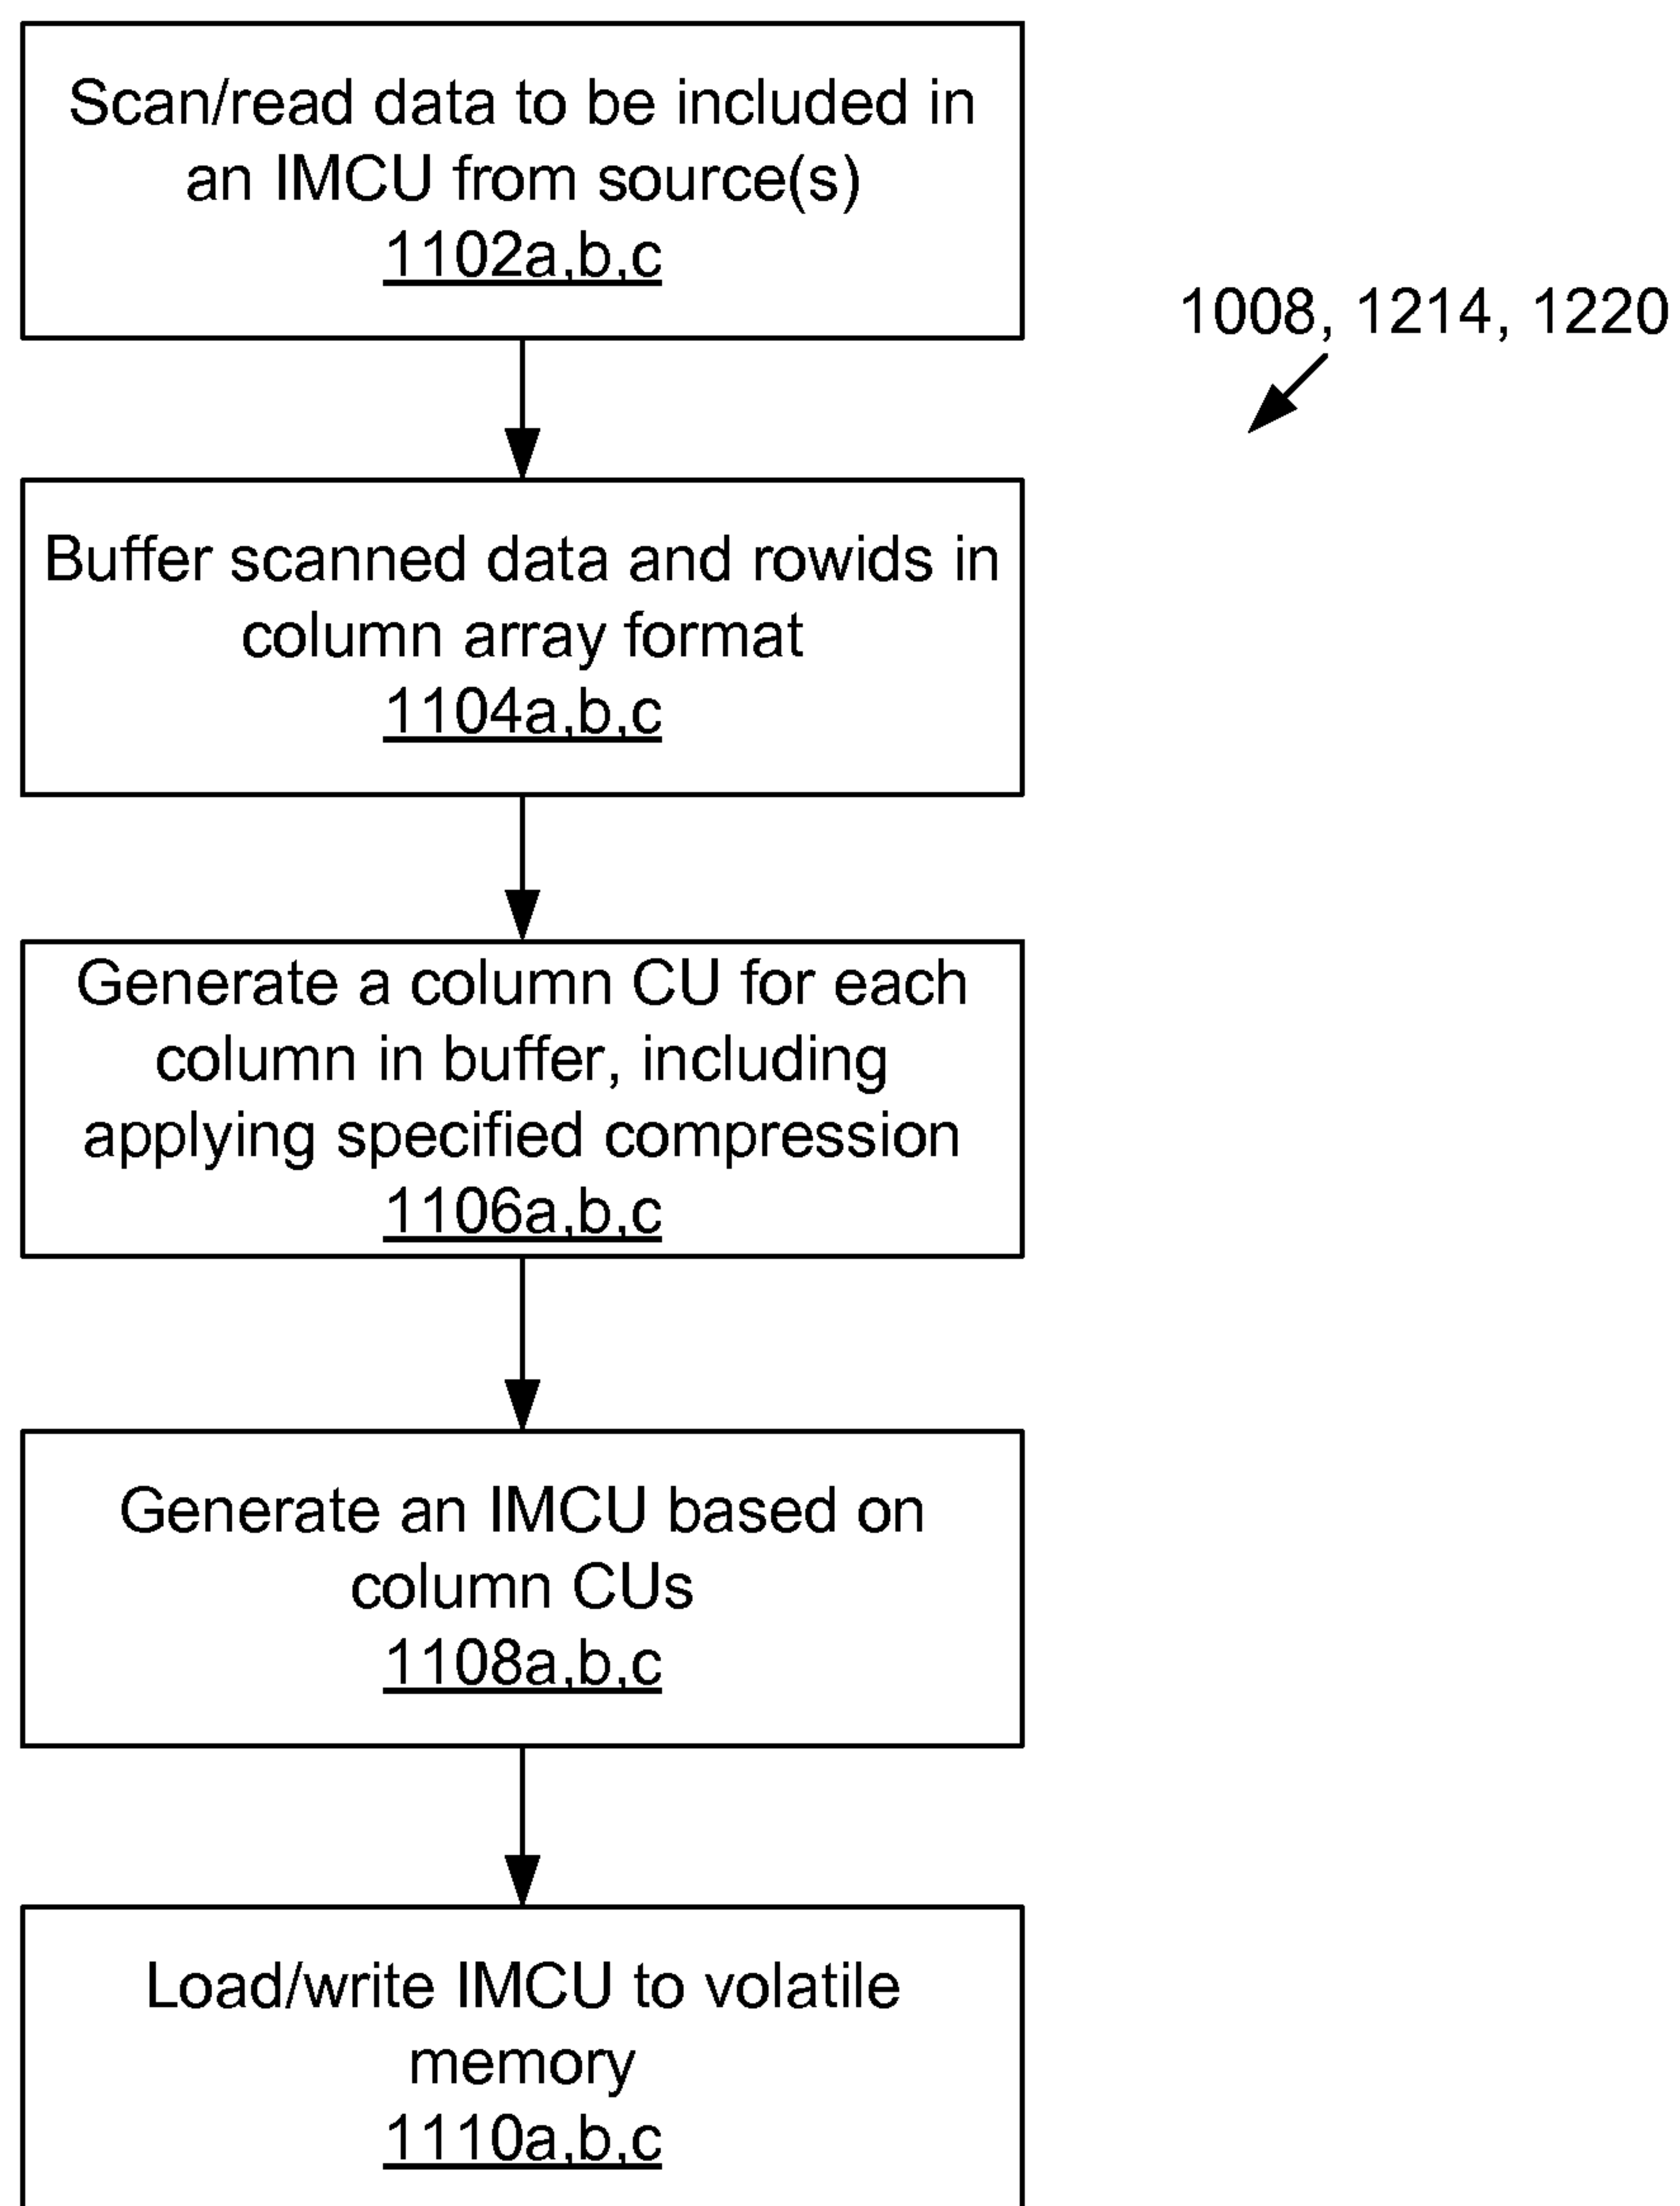 Scan/read data to be included in
an IMCU from source(s)
1102a,b,c
1008, 1214, 1220
Buffer scanned data and rowids in
column array format
1104a,b,c
Generate a column CU for each
column in buffer, including
applying specified compression
1106a,b,c
Generate an IMCU based on
column CUs
1108a,b,c
Load/write IMCU to volatile
memory
1110a,b,c